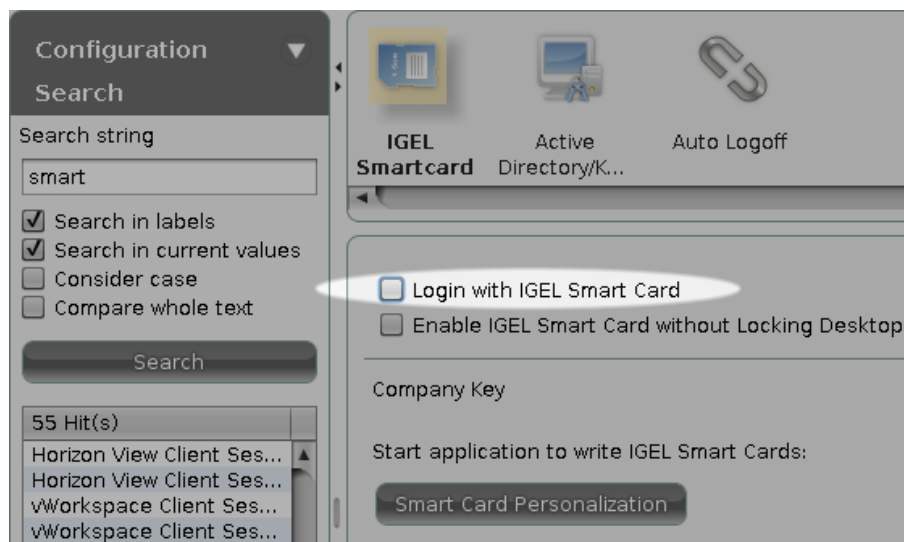 Configuration
Search
Search string
smart
Search in labels
Search in current values
Consider case
Compare whole text
Search
55 Hit(s)
Horizon View Client Ses...
Horizon View Client Ses...
vWorkspace Client Ses...
vWorkspace Client Ses...
IGEL
Smartcard
Active
Directory/K...
Auto Logoff
Login with IGEL Smart Card
Enable IGEL Smart Card without Locking Desktop
Company Key
Start application to write IGEL Smart Cards:
Smart Card Personalization